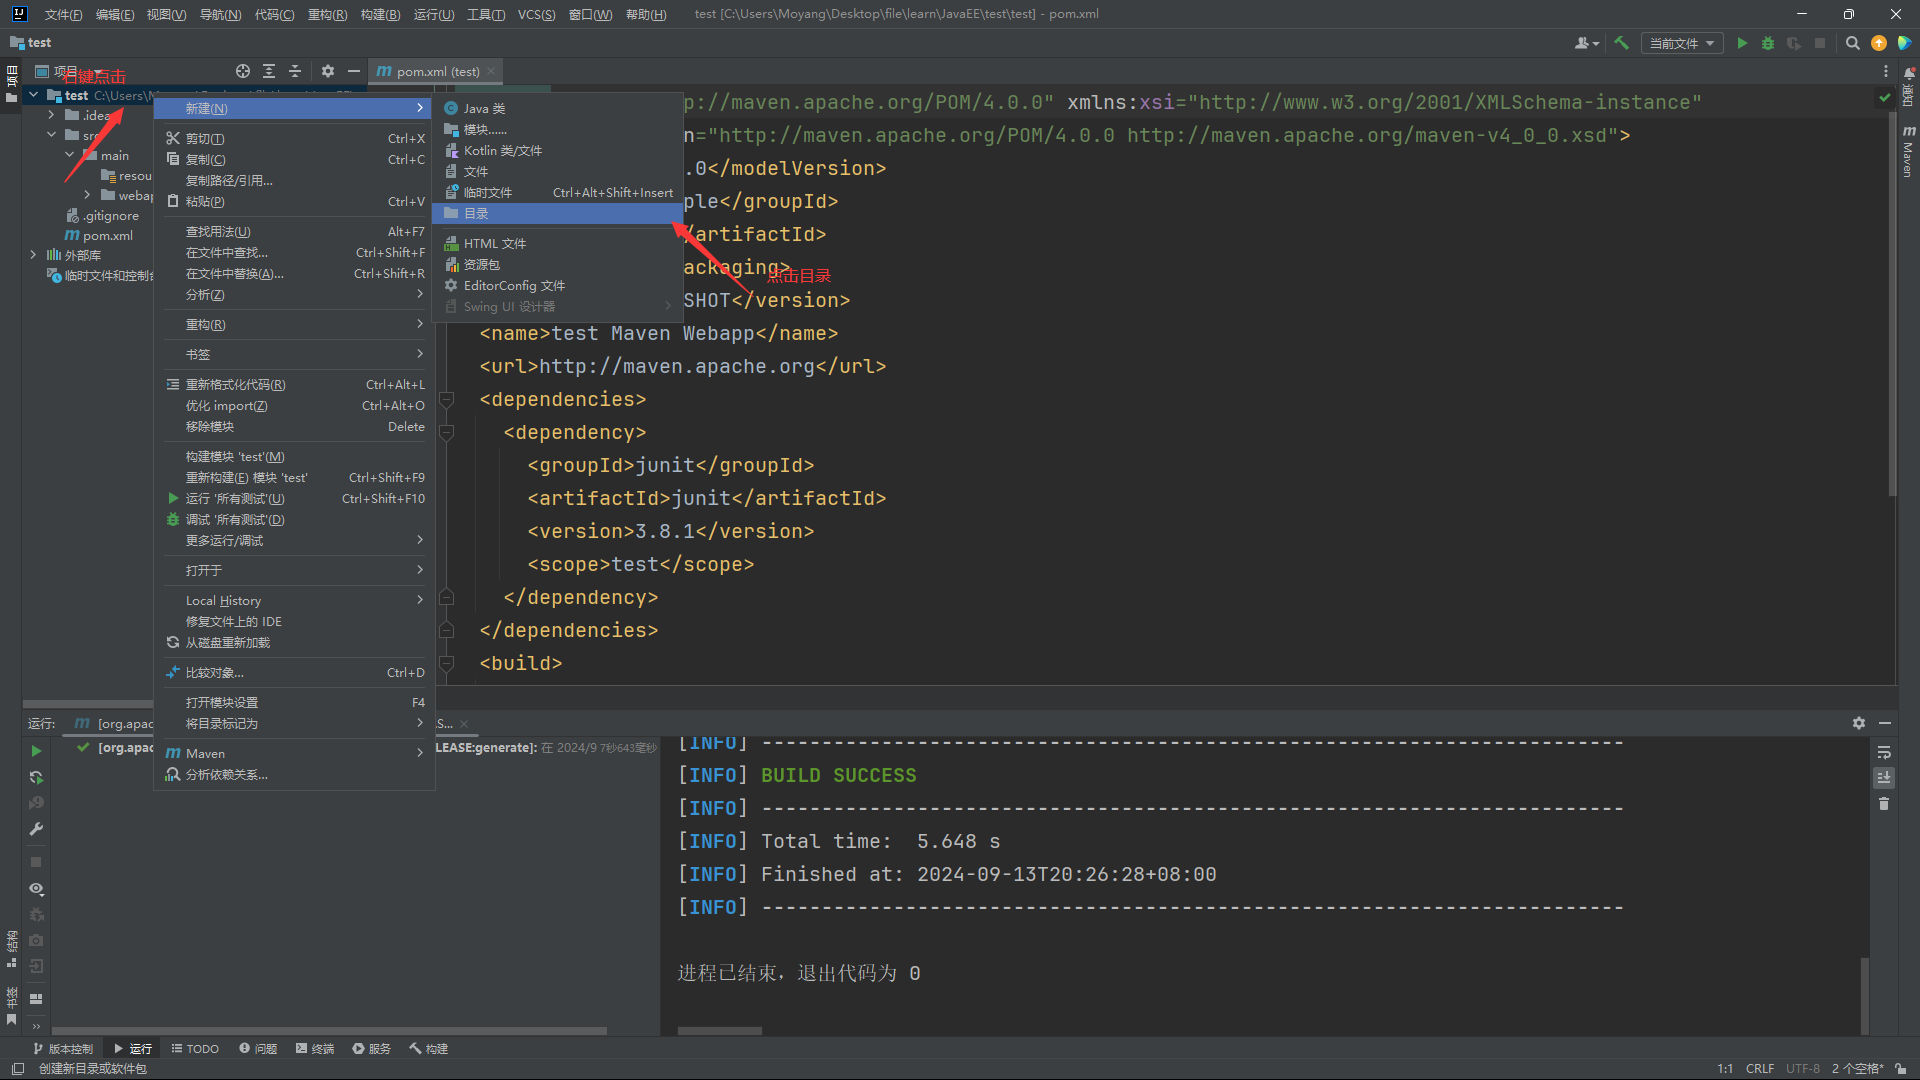 文件(F) 编辑(E) 视图(V) 导航(N) 代码(C) 重构(R) 构建(B) 运行(U) 工具(T) VCS(S) 窗口(W) 帮助(H) test [C:\Users\Moyang\Desktop\file\learn\JavaEE\test\test] - pom.xml
test
当前文件
项目
右键点击
pom.xml (test)
项目
通知
Maven
test C:\Users\
.idea
src
main
resou
webap
.gitignore
pom.xml
外部库
临时文件和控制台
新建(N)
剪切(T) Ctrl+X
复制(C) Ctrl+C
复制路径/引用...
粘贴(P) Ctrl+V
查找用法(U) Alt+F7
在文件中查找... Ctrl+Shift+F
在文件中替换(A)... Ctrl+Shift+R
分析(Z)
重构(R)
书签
重新格式化代码(R) Ctrl+Alt+L
优化 import(Z) Ctrl+Alt+O
移除模块 Delete
构建模块 'test'(M)
重新构建(E) 模块 'test' Ctrl+Shift+F9
运行 '所有测试'(U) Ctrl+Shift+F10
调试 '所有测试'(D)
更多运行/调试
打开于
Local History
修复文件上的 IDE
从磁盘重新加载
比较对象... Ctrl+D
打开模块设置 F4
将目录标记为
Maven
分析依赖关系...
Java 类
模块......
Kotlin 类/文件
文件
临时文件 Ctrl+Alt+Shift+Insert
目录
HTML 文件
资源包
EditorConfig 文件
Swing UI 设计器
点击目录
p://maven.apache.org/POM/4.0.0" xmlns:xsi="http://www.w3.org/2001/XMLSchema-instance"
n="http://maven.apache.org/POM/4.0.0 http://maven.apache.org/maven-v4_0_0.xsd">
.0</modelVersion>
ple</groupId>
/artifactId>
ackaging>
SHOT</version>
<name>test Maven Webapp</name>
<url>http://maven.apache.org</url>
<dependencies>
<dependency>
<groupId>junit</groupId>
<artifactId>junit</artifactId>
<version>3.8.1</version>
<scope>test</scope>
</dependency>
</dependencies>
<build>
运行: [org.apac S...
[org.apac LEASE:generate]: 在 2024/9 7秒643毫秒
[INFO] ------------------------------------------------------------------------
[INFO] BUILD SUCCESS
[INFO] ------------------------------------------------------------------------
[INFO] Total time:  5.648 s
[INFO] Finished at: 2024-09-13T20:26:28+08:00
[INFO] ------------------------------------------------------------------------
进程已结束，退出代码为 0
结构
书签
版本控制 运行 TODO 问题 终端 服务 构建
创建新目录或软件包 1:1 CRLF UTF-8 2 个空格*